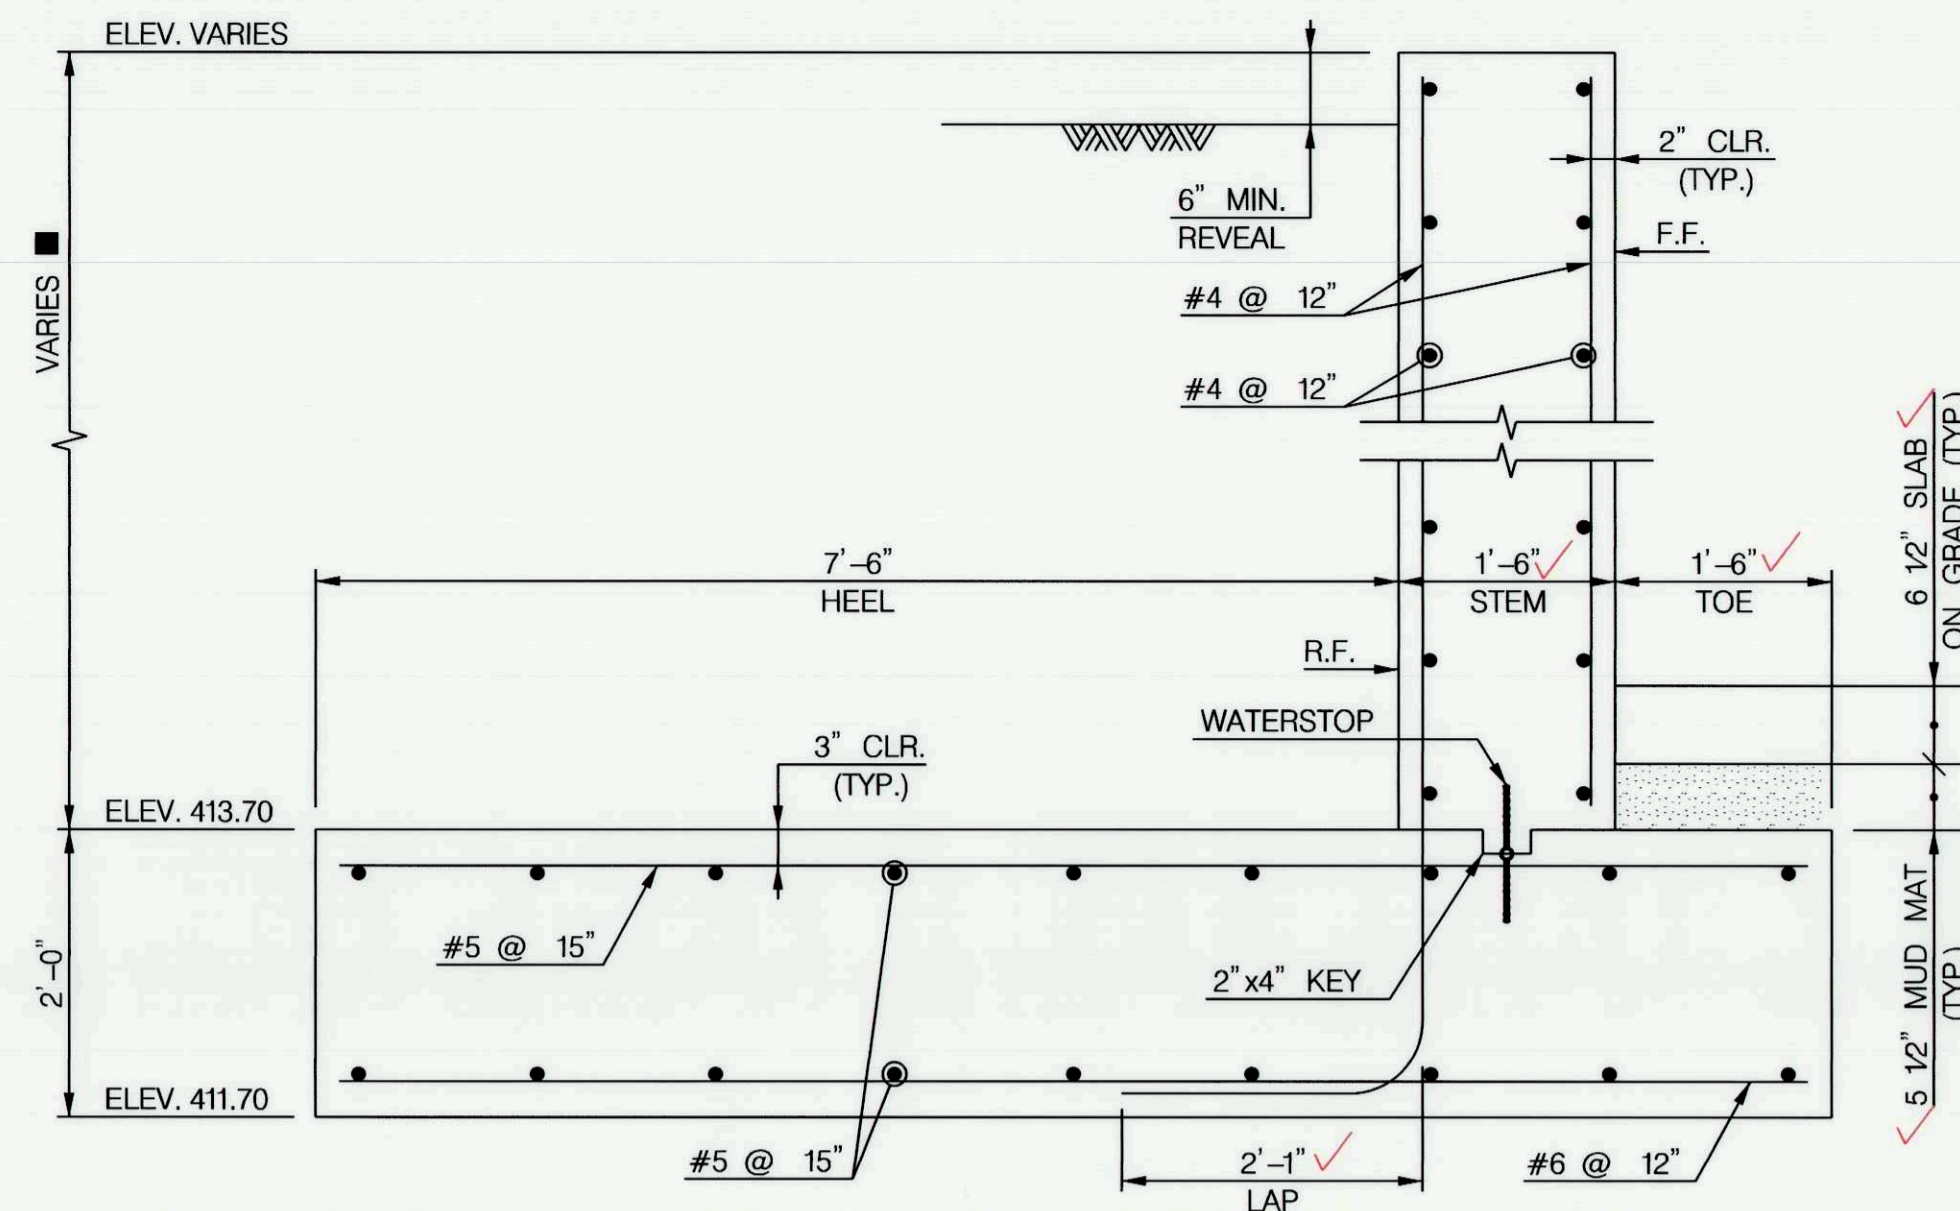 ELEV. VARIES
2” CLR.
(TYP.)
6” MIN.
REVEAL
F.F.
VARIES ■
#4 @ 12”
#4 @ 12”
6 1/2” SLAB
ON GRADE (TYP.)
7’-6”
HEEL
1’-6”
STEM
1’-6”
TOE
R.F.
WATERSTOP
3” CLR.
(TYP.)
ELEV. 413.70
2’-0”
#5 @ 15”
2”x4” KEY
5 1/2” MUD MAT
(TYP.)
ELEV. 411.70
#5 @ 15”
2’-1”
LAP
#6 @ 12”